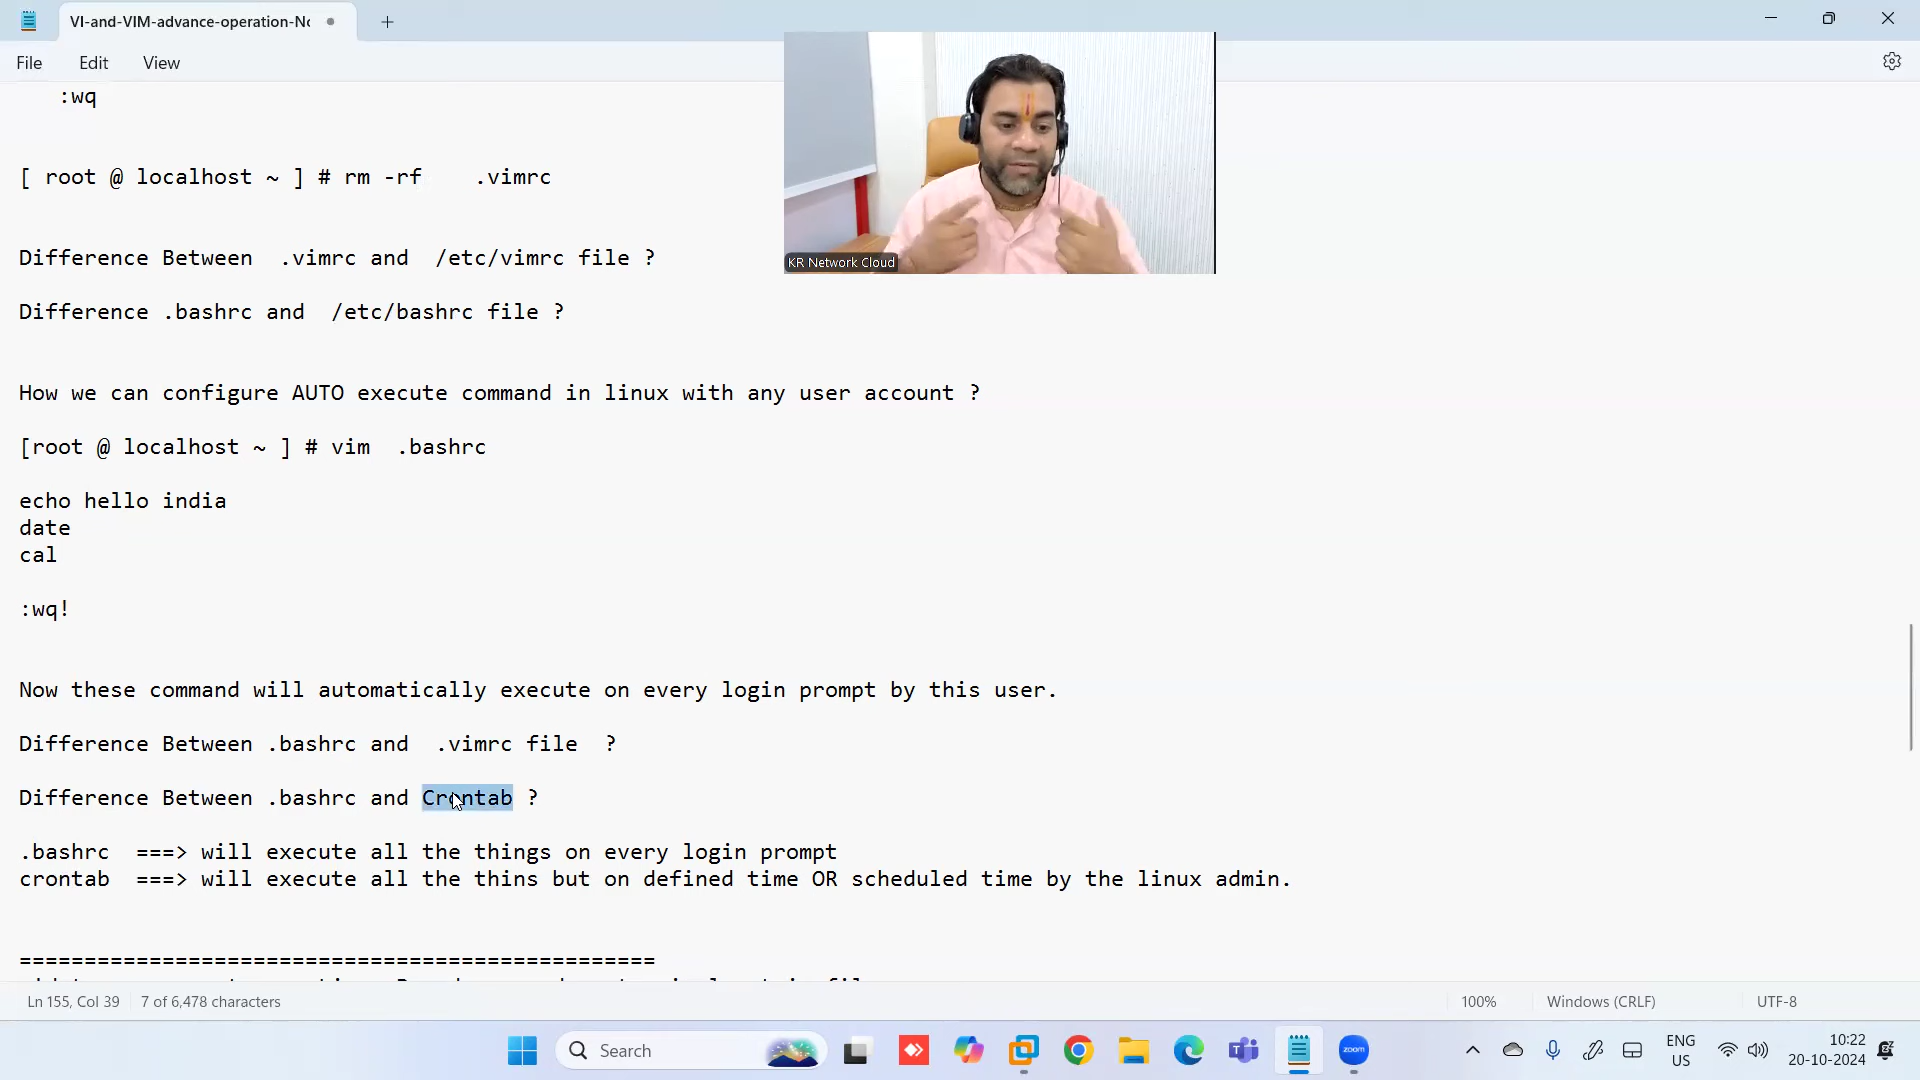 VI-and-VIM-advance-operation-No
File Edit View
:wq
[ root @ localhost ~ ] # rm -rf    .vimrc
Difference Between  .vimrc and  /etc/vimrc file ?
Difference .bashrc and  /etc/bashrc file ?
How we can configure AUTO execute command in linux with any user account ?
[root @ localhost ~ ] # vim  .bashrc
echo hello india
date
cal
:wq!
Now these command will automatically execute on every login prompt by this user.
Difference Between .bashrc and  .vimrc file  ?
Difference Between .bashrc and Crontab ?
.bashrc  ===> will execute all the things on every login prompt
crontab  ===> will execute all the thins but on defined time OR scheduled time by the linux admin.
=================================================
KR Network Cloud
Ln 155, Col 39 7 of 6,478 characters 100% Windows (CRLF) UTF-8
Search
zoom
ENG
US
10:22
20-10-2024